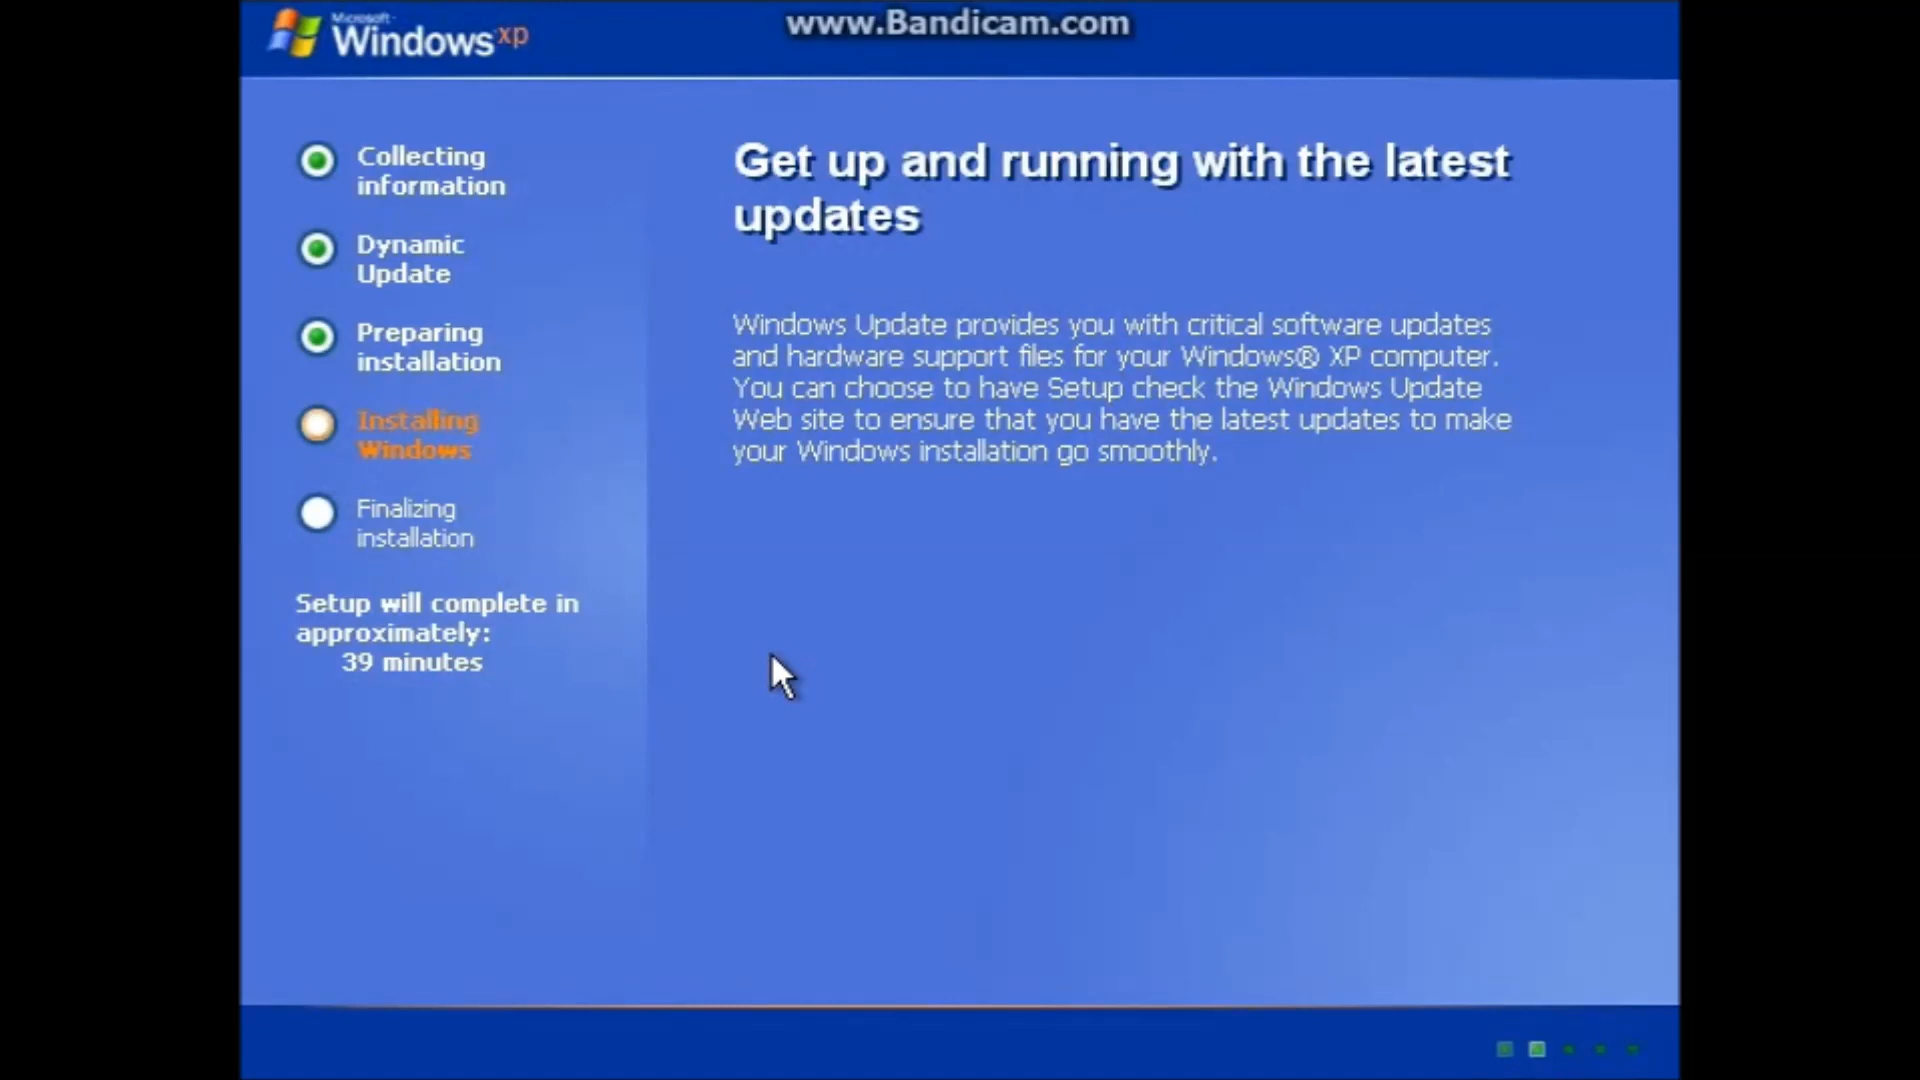 Microsoft®
Windows xp
www.Bandicam.com
Collecting
information
Dynamic
Update
Preparing
installation
Installing
Windows
Finalizing
installation
Setup will complete in
approximately:
39 minutes
Get up and running with the latest
updates
Windows Update provides you with critical software updates
and hardware support files for your Windows® XP computer.
You can choose to have Setup check the Windows Update
Web site to ensure that you have the latest updates to make
your Windows installation go smoothly.